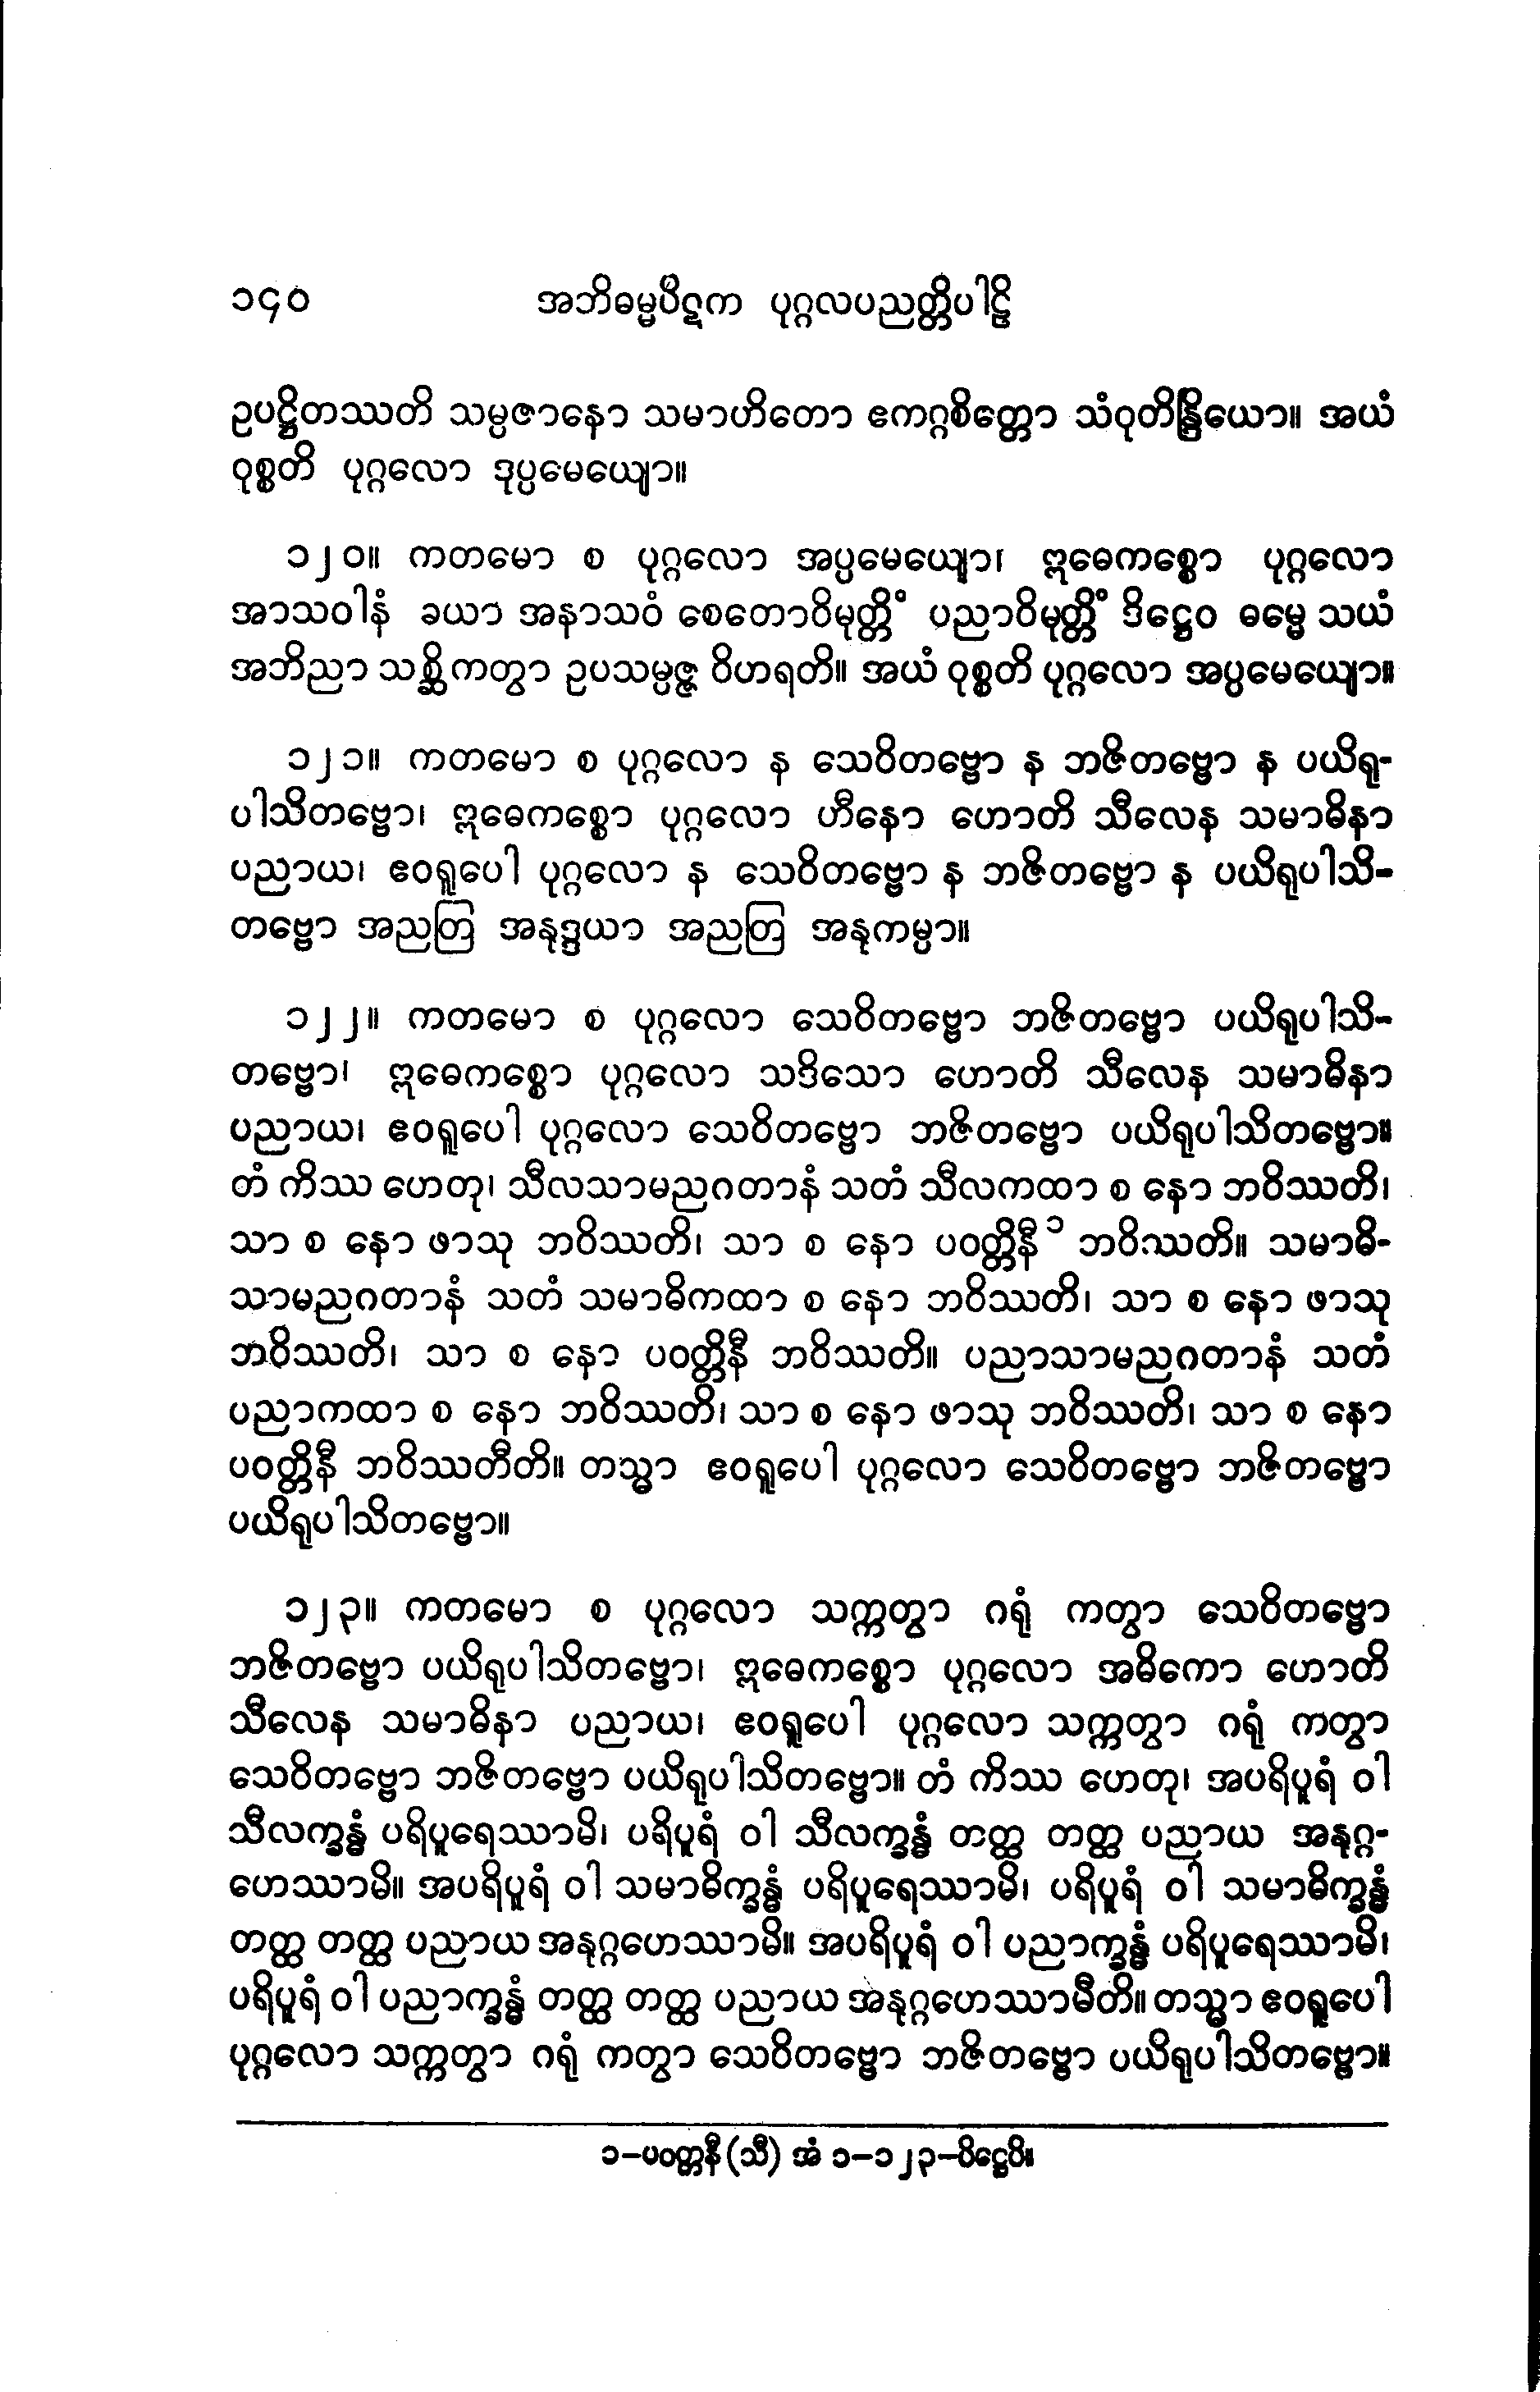 ၁၄၀ အဘိဓမ္မပိဋက ပုဂ္ဂလပညတ္တိပါဠိ
ဥပဋ္ဌိတဿတိ သမ္ပဇာနော သမာဟိတော ဧကဂ္ဂစိတ္တော သံဝုတိန္ဒြိယော။ အယံ
ဝုစ္စတိ ပုဂ္ဂလော ဒုပ္ပမေယျော။
၁၂၀။ ကတမော စ ပုဂ္ဂလော အပ္ပမေယျော၊ ဣဓေကစ္စော ပုဂ္ဂလော
အာသဝါနံ ခယာ အနာသဝံ စေတောဝိမုတ္တိံ ပညာဝိမုတ္တိံ ဒိဋ္ဌေဝ ဓမ္မေ သယံ
အဘိညာ သစ္ဆိကတွာ ဥပသမ္ပဇ္ဇ ဝိဟရတိ။ အယံ ဝုစ္စတိ ပုဂ္ဂလော အပ္ပမေယျော။
၁၂၁။ ကတမော စ ပုဂ္ဂလော န သေဝိတဗ္ဗော န ဘဇိတဗ္ဗော န ပယိရု-
ပါသိတဗ္ဗော၊ ဣဓေကစ္စော ပုဂ္ဂလော ဟီနော ဟောတိ သီလေန သမာဓိနာ
ပညာယ၊ ဧဝရူပေါ ပုဂ္ဂလော န သေဝိတဗ္ဗော န ဘဇိတဗ္ဗော န ပယိရုပါသိ-
တဗ္ဗော အညတြ အနုဒ္ဒယာ အညတြ အနုကမ္ပာ။
၁၂၂။ ကတမော စ ပုဂ္ဂလော သေဝိတဗ္ဗော ဘဇိတဗ္ဗော ပယိရုပါသိ-
တဗ္ဗော၊ ဣဓေကစ္စော ပုဂ္ဂလော သဒိသော ဟောတိ သီလေန သမာဓိနာ
ပညာယ၊ ဧဝရူပေါ ပုဂ္ဂလော သေဝိတဗ္ဗော ဘဇိတဗ္ဗော ပယိရုပါသိတဗ္ဗော။
တံ ကိဿ ဟေတု၊ သီလသာမညဂတာနံ သတံ သီလကထာ စ နော ဘဝိဿတိ၊
သာ စ နော ဖာသု ဘဝိဿတိ၊ သာ စ နော ပဝတ္တိနီ ၁ ဘဝိဿတိ။ သမာဓိ-
သာမညဂတာနံ သတံ သမာဓိကထာ စ နော ဘဝိဿတိ၊ သာ စ နော ဖာသု
ဘဝိဿတိ၊ သာ စ နော ပဝတ္တိနီ ဘဝိဿတိ။ ပညာသာမညဂတာနံ သတံ
ပညာကထာ စ နော ဘဝိဿတိ၊ သာ စ နော ဖာသု ဘဝိဿတိ၊ သာ စ နော
ပဝတ္တိနီ ဘဝိဿတီတိ။ တသ္မာ ဧဝရူပေါ ပုဂ္ဂလော သေဝိတဗ္ဗော ဘဇိတဗ္ဗော
ပယိရုပါသိတဗ္ဗော။
၁၂၃။ ကတမော စ ပုဂ္ဂလော သက္ကတွာ ဂရုံ ကတွာ သေဝိတဗ္ဗော
ဘဇိတဗ္ဗော ပယိရုပါသိတဗ္ဗော၊ ဣဓေကစ္စော ပုဂ္ဂလော အဓိကော ဟောတိ
သီလေန သမာဓိနာ ပညာယ၊ ဧဝရူပေါ ပုဂ္ဂလော သက္ကတွာ ဂရုံ ကတွာ
သေဝိတဗ္ဗော ဘဇိတဗ္ဗော ပယိရုပါသိတဗ္ဗော။ တံ ကိဿ ဟေတု၊ အပရိပူရံ ဝါ
သီလက္ခန္ဓံ ပရိပူရေဿာမိ၊ ပရိပူရံ ဝါ သီလက္ခန္ဓံ တတ္ထ တတ္ထ ပညာယ အနုဂ္ဂ-
ဟေဿာမိ။ အပရိပူရံ ဝါ သမာဓိက္ခန္ဓံ ပရိပူရေဿာမိ၊ ပရိပူရံ ဝါ သမာဓိက္ခန္ဓံ
တတ္ထ တတ္ထ ပညာယ အနုဂ္ဂဟေဿာမိ။ အပရိပူရံ ဝါ ပညာက္ခန္ဓံ ပရိပူရေဿာမိ၊
ပရိပူရံ ဝါ ပညာက္ခန္ဓံ တတ္ထ တတ္ထ ပညာယ အနုဂ္ဂဟေဿာမီတိ။ တသ္မာ ဧဝရူပေါ
ပုဂ္ဂလော သက္ကတွာ ဂရုံ ကတွာ သေဝိတဗ္ဗော ဘဇိတဗ္ဗော ပယိရုပါသိတဗ္ဗော။
၁-ပဝတ္တနီ (သီ) အံ ၁-၁၂၃-ပိဋ္ဌေပိ။